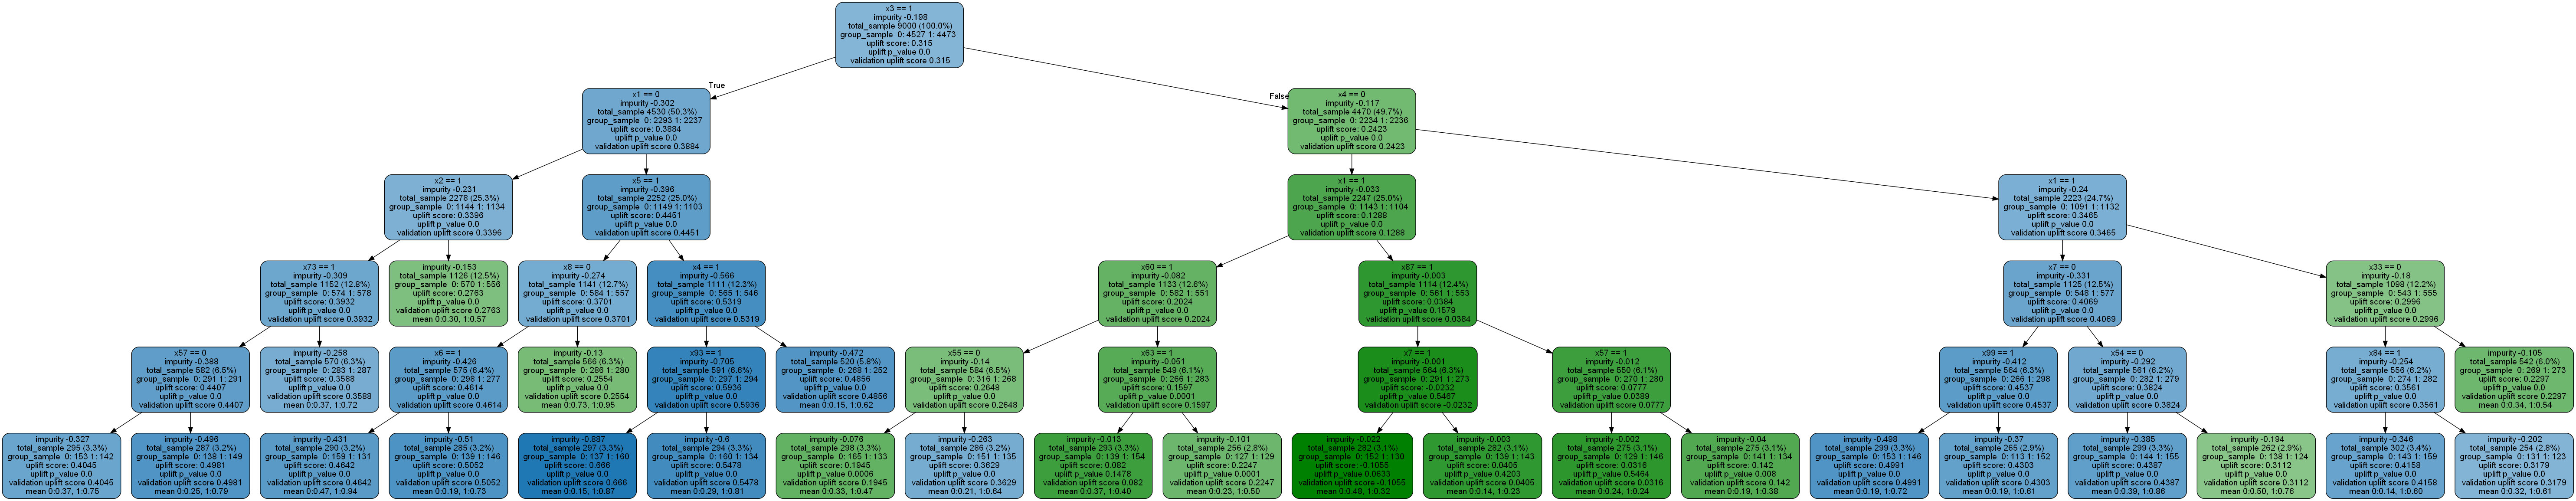 x3 == 1
impurity -0.198
total_sample 9000 (100.0%)
group_sample 0: 4527 1: 4473
uplift score: 0.315
uplift p_value 0.0
validation uplift score 0.315
True
False
x1 == 0
impurity -0.302
total_sample 4530 (50.3%)
group_sample 0: 2293 1: 2237
uplift score: 0.3884
uplift p_value 0.0
validation uplift score 0.3884
x4 == 0
impurity -0.117
total_sample 4470 (49.7%)
group_sample 0: 2234 1: 2236
uplift score: 0.2423
uplift p_value 0.0
validation uplift score 0.2423
x2 == 1
impurity -0.231
total_sample 2278 (25.3%)
group_sample 0: 1144 1: 1134
uplift score: 0.3396
uplift p_value 0.0
validation uplift score 0.3396
x5 == 1
impurity -0.396
total_sample 2252 (25.0%)
group_sample 0: 1149 1: 1103
uplift score: 0.4451
uplift p_value 0.0
validation uplift score 0.4451
x1 == 1
impurity -0.033
total_sample 2247 (25.0%)
group_sample 0: 1143 1: 1104
uplift score: 0.1288
uplift p_value 0.0
validation uplift score 0.1288
x1 == 1
impurity -0.24
total_sample 2223 (24.7%)
group_sample 0: 1091 1: 1132
uplift score: 0.3465
uplift p_value 0.0
validation uplift score 0.3465
x73 == 1
impurity -0.309
total_sample 1152 (12.8%)
group_sample 0: 574 1: 578
uplift score: 0.3932
uplift p_value 0.0
validation uplift score 0.3932
impurity -0.153
total_sample 1126 (12.5%)
group_sample 0: 570 1: 556
uplift score: 0.2763
uplift p_value 0.0
validation uplift score 0.2763
mean 0:0.30, 1:0.57
x8 == 0
impurity -0.274
total_sample 1141 (12.7%)
group_sample 0: 584 1: 557
uplift score: 0.3701
uplift p_value 0.0
validation uplift score 0.3701
x4 == 1
impurity -0.566
total_sample 1111 (12.3%)
group_sample 0: 565 1: 546
uplift score: 0.5319
uplift p_value 0.0
validation uplift score 0.5319
x60 == 1
impurity -0.082
total_sample 1133 (12.6%)
group_sample 0: 582 1: 551
uplift score: 0.2024
uplift p_value 0.0
validation uplift score 0.2024
x87 == 1
impurity -0.003
total_sample 1114 (12.4%)
group_sample 0: 561 1: 553
uplift score: 0.0384
uplift p_value 0.1579
validation uplift score 0.0384
x7 == 0
impurity -0.331
total_sample 1125 (12.5%)
group_sample 0: 548 1: 577
uplift score: 0.4069
uplift p_value 0.0
validation uplift score 0.4069
x33 == 0
impurity -0.18
total_sample 1098 (12.2%)
group_sample 0: 543 1: 555
uplift score: 0.2996
uplift p_value 0.0
validation uplift score 0.2996
x57 == 0
impurity -0.388
total_sample 582 (6.5%)
group_sample 0: 291 1: 291
uplift score: 0.4407
uplift p_value 0.0
validation uplift score 0.4407
impurity -0.258
total_sample 570 (6.3%)
group_sample 0: 283 1: 287
uplift score: 0.3588
uplift p_value 0.0
validation uplift score 0.3588
mean 0:0.37, 1:0.72
x6 == 1
impurity -0.426
total_sample 575 (6.4%)
group_sample 0: 298 1: 277
uplift score: 0.4614
uplift p_value 0.0
validation uplift score 0.4614
impurity -0.13
total_sample 566 (6.3%)
group_sample 0: 286 1: 280
uplift score: 0.2554
uplift p_value 0.0
validation uplift score 0.2554
mean 0:0.73, 1:0.95
x93 == 1
impurity -0.705
total_sample 591 (6.6%)
group_sample 0: 297 1: 294
uplift score: 0.5936
uplift p_value 0.0
validation uplift score 0.5936
impurity -0.472
total_sample 520 (5.8%)
group_sample 0: 268 1: 252
uplift score: 0.4856
uplift p_value 0.0
validation uplift score 0.4856
mean 0:0.15, 1:0.62
x55 == 0
impurity -0.14
total_sample 584 (6.5%)
group_sample 0: 316 1: 268
uplift score: 0.2648
uplift p_value 0.0
validation uplift score 0.2648
x63 == 1
impurity -0.051
total_sample 549 (6.1%)
group_sample 0: 266 1: 283
uplift score: 0.1597
uplift p_value 0.0001
validation uplift score 0.1597
x7 == 1
impurity -0.001
total_sample 564 (6.3%)
group_sample 0: 291 1: 273
uplift score: -0.0232
uplift p_value 0.5467
validation uplift score -0.0232
x57 == 1
impurity -0.012
total_sample 550 (6.1%)
group_sample 0: 270 1: 280
uplift score: 0.0777
uplift p_value 0.0389
validation uplift score 0.0777
x99 == 1
impurity -0.412
total_sample 564 (6.3%)
group_sample 0: 266 1: 298
uplift score: 0.4537
uplift p_value 0.0
validation uplift score 0.4537
x54 == 0
impurity -0.292
total_sample 561 (6.2%)
group_sample 0: 282 1: 279
uplift score: 0.3824
uplift p_value 0.0
validation uplift score 0.3824
x84 == 1
impurity -0.254
total_sample 556 (6.2%)
group_sample 0: 274 1: 282
uplift score: 0.3561
uplift p_value 0.0
validation uplift score 0.3561
impurity -0.105
total_sample 542 (6.0%)
group_sample 0: 269 1: 273
uplift score: 0.2297
uplift p_value 0.0
validation uplift score 0.2297
mean 0:0.34, 1:0.54
impurity -0.327
total_sample 295 (3.3%)
group_sample 0: 153 1: 142
uplift score: 0.4045
uplift p_value 0.0
validation uplift score 0.4045
mean 0:0.37, 1:0.75
impurity -0.496
total_sample 287 (3.2%)
group_sample 0: 138 1: 149
uplift score: 0.4981
uplift p_value 0.0
validation uplift score 0.4981
mean 0:0.25, 1:0.79
impurity -0.431
total_sample 290 (3.2%)
group_sample 0: 159 1: 131
uplift score: 0.4642
uplift p_value 0.0
validation uplift score 0.4642
mean 0:0.47, 1:0.94
impurity -0.51
total_sample 285 (3.2%)
group_sample 0: 139 1: 146
uplift score: 0.5052
uplift p_value 0.0
validation uplift score 0.5052
mean 0:0.19, 1:0.73
impurity -0.887
total_sample 297 (3.3%)
group_sample 0: 137 1: 160
uplift score: 0.666
uplift p_value 0.0
validation uplift score 0.666
mean 0:0.15, 1:0.87
impurity -0.6
total_sample 294 (3.3%)
group_sample 0: 160 1: 134
uplift score: 0.5478
uplift p_value 0.0
validation uplift score 0.5478
mean 0:0.29, 1:0.81
impurity -0.076
total_sample 298 (3.3%)
group_sample 0: 165 1: 133
uplift score: 0.1945
uplift p_value 0.0006
validation uplift score 0.1945
mean 0:0.33, 1:0.47
impurity -0.263
total_sample 286 (3.2%)
group_sample 0: 151 1: 135
uplift score: 0.3629
uplift p_value 0.0
validation uplift score 0.3629
mean 0:0.21, 1:0.64
impurity -0.013
total_sample 293 (3.3%)
group_sample 0: 139 1: 154
uplift score: 0.082
uplift p_value 0.1478
validation uplift score 0.082
mean 0:0.37, 1:0.40
impurity -0.101
total_sample 256 (2.8%)
group_sample 0: 127 1: 129
uplift score: 0.2247
uplift p_value 0.0001
validation uplift score 0.2247
mean 0:0.23, 1:0.50
impurity -0.022
total_sample 282 (3.1%)
group_sample 0: 152 1: 130
uplift score: -0.1055
uplift p_value 0.0633
validation uplift score -0.1055
mean 0:0.48, 1:0.32
impurity -0.003
total_sample 282 (3.1%)
group_sample 0: 139 1: 143
uplift score: 0.0405
uplift p_value 0.4203
validation uplift score 0.0405
mean 0:0.14, 1:0.23
impurity -0.002
total_sample 275 (3.1%)
group_sample 0: 129 1: 146
uplift score: 0.0316
uplift p_value 0.5464
validation uplift score 0.0316
mean 0:0.24, 1:0.24
impurity -0.04
total_sample 275 (3.1%)
group_sample 0: 141 1: 134
uplift score: 0.142
uplift p_value 0.008
validation uplift score 0.142
mean 0:0.19, 1:0.38
impurity -0.498
total_sample 299 (3.3%)
group_sample 0: 153 1: 146
uplift score: 0.4991
uplift p_value 0.0
validation uplift score 0.4991
mean 0:0.19, 1:0.72
impurity -0.37
total_sample 265 (2.9%)
group_sample 0: 113 1: 152
uplift score: 0.4303
uplift p_value 0.0
validation uplift score 0.4303
mean 0:0.19, 1:0.61
impurity -0.385
total_sample 299 (3.3%)
group_sample 0: 144 1: 155
uplift score: 0.4387
uplift p_value 0.0
validation uplift score 0.4387
mean 0:0.39, 1:0.86
impurity -0.194
total_sample 262 (2.9%)
group_sample 0: 138 1: 124
uplift score: 0.3112
uplift p_value 0.0
validation uplift score 0.3112
mean 0:0.50, 1:0.76
impurity -0.346
total_sample 302 (3.4%)
group_sample 0: 143 1: 159
uplift score: 0.4158
uplift p_value 0.0
validation uplift score 0.4158
mean 0:0.14, 1:0.60
impurity -0.202
total_sample 254 (2.8%)
group_sample 0: 131 1: 123
uplift score: 0.3179
uplift p_value 0.0
validation uplift score 0.3179
mean 0:0.32, 1:0.61